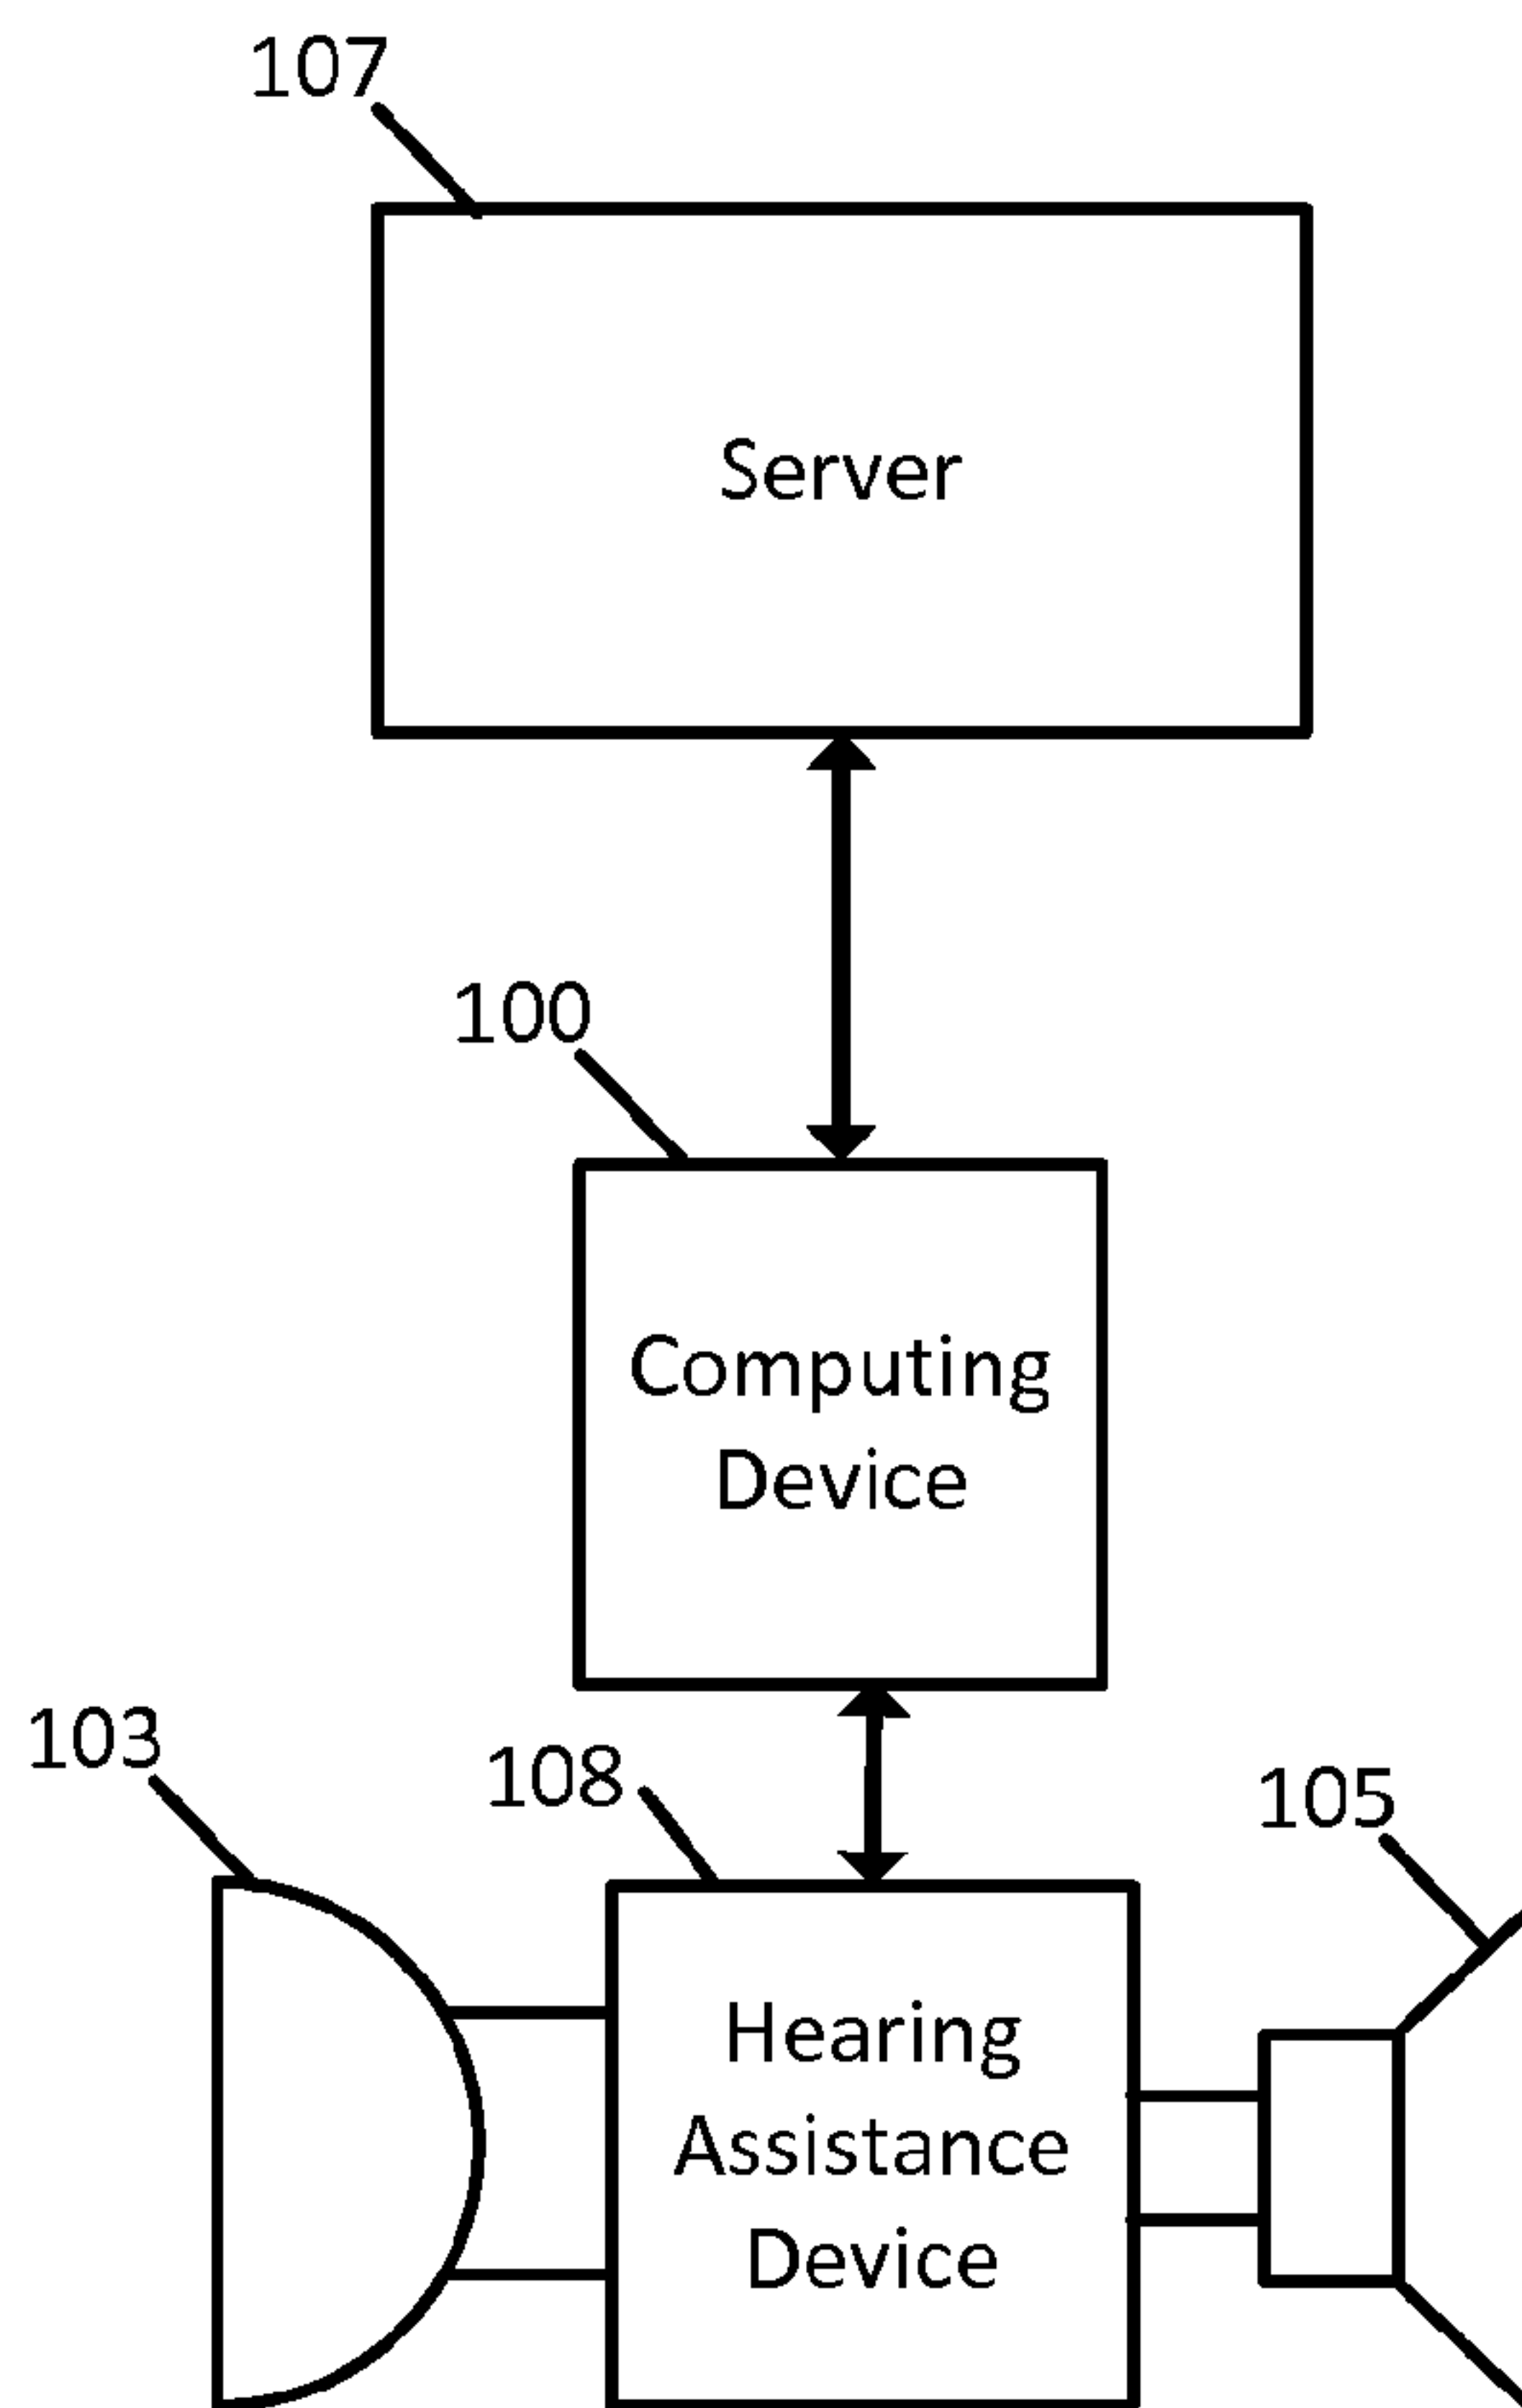 107
Server
100
Computing
Device
103
108
105
Hearing
Assistance
Device